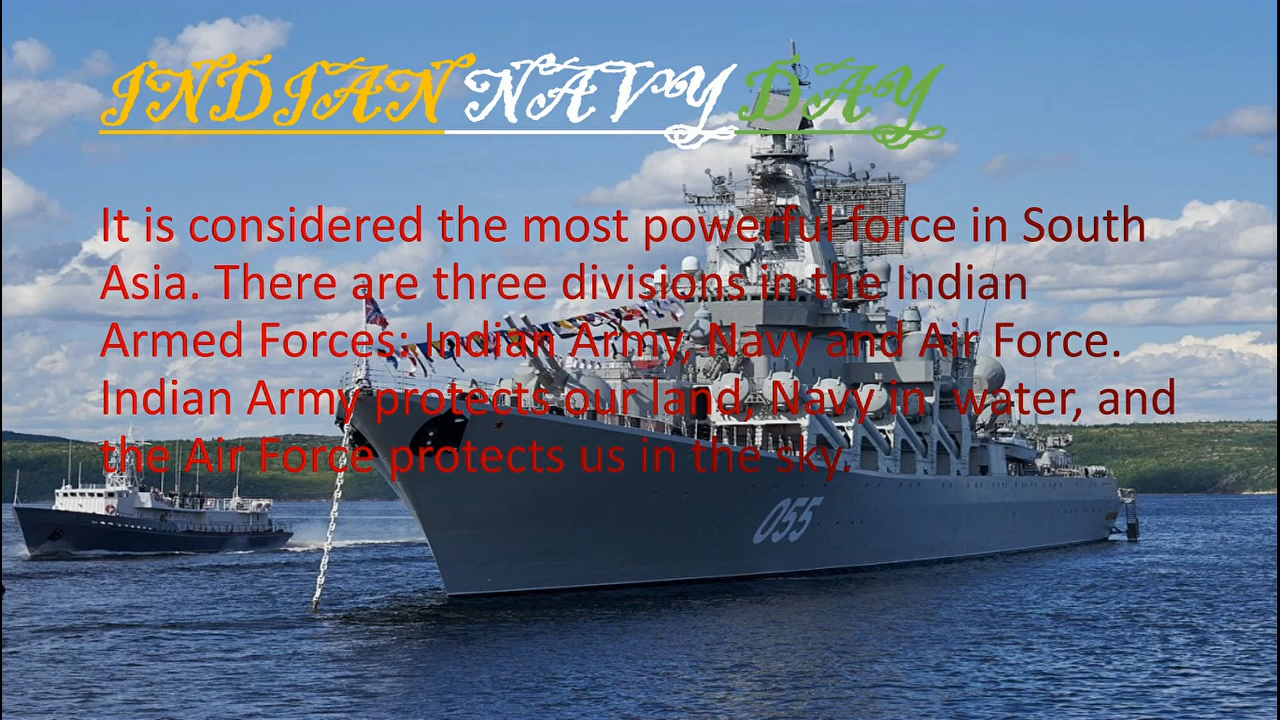 INDIAN NAVY DAY
It is considered the most powerful force in South
Asia. There are three divisions in the Indian
Armed Forces: Indian Army, Navy and Air Force.
Indian Army protects our land, Navy in  water, and
the Air Force protects us in the sky.
055